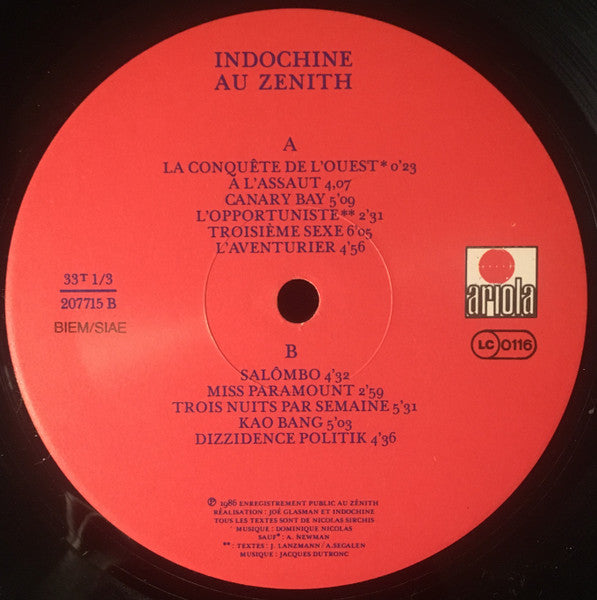 INDOCHINE
AU ZENITH
A
LA CONQUÊTE DE L'OUEST* 0'23
À L'ASSAUT 4,07
CANARY BAY 5'09
L'OPPORTUNISTE** 2'31
TROISIÈME SEXE 6'05
L'AVENTURIER 4'56
33T 1/3
207715 B
BIEM/SIAE
ariola
LC 0116
B
SALÔMBO 4'32
MISS PARAMOUNT 2'59
TROIS NUITS PAR SEMAINE 5'31
KAO BANG 5'03
DIZZIDENCE POLITIK 4'36
℗ 1986 ENREGISTREMENT PUBLIC AU ZÉNITH
RÉALISATION : JOÉ GLASMAN ET INDOCHINE
TOUS LES TEXTES SONT DE NICOLAS SIRCHIS
MUSIQUE : DOMINIQUE NICOLAS
SAUF* : A. NEWMAN
** : TEXTES : J. LANZMANN / A.SEGALEN
MUSIQUE : JACQUES DUTRONC